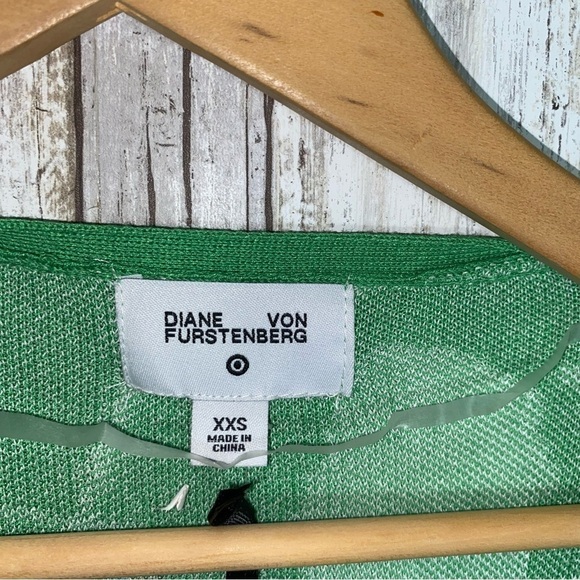 DIANE VON
FURSTENBERG
XXS
MADE IN
CHINA